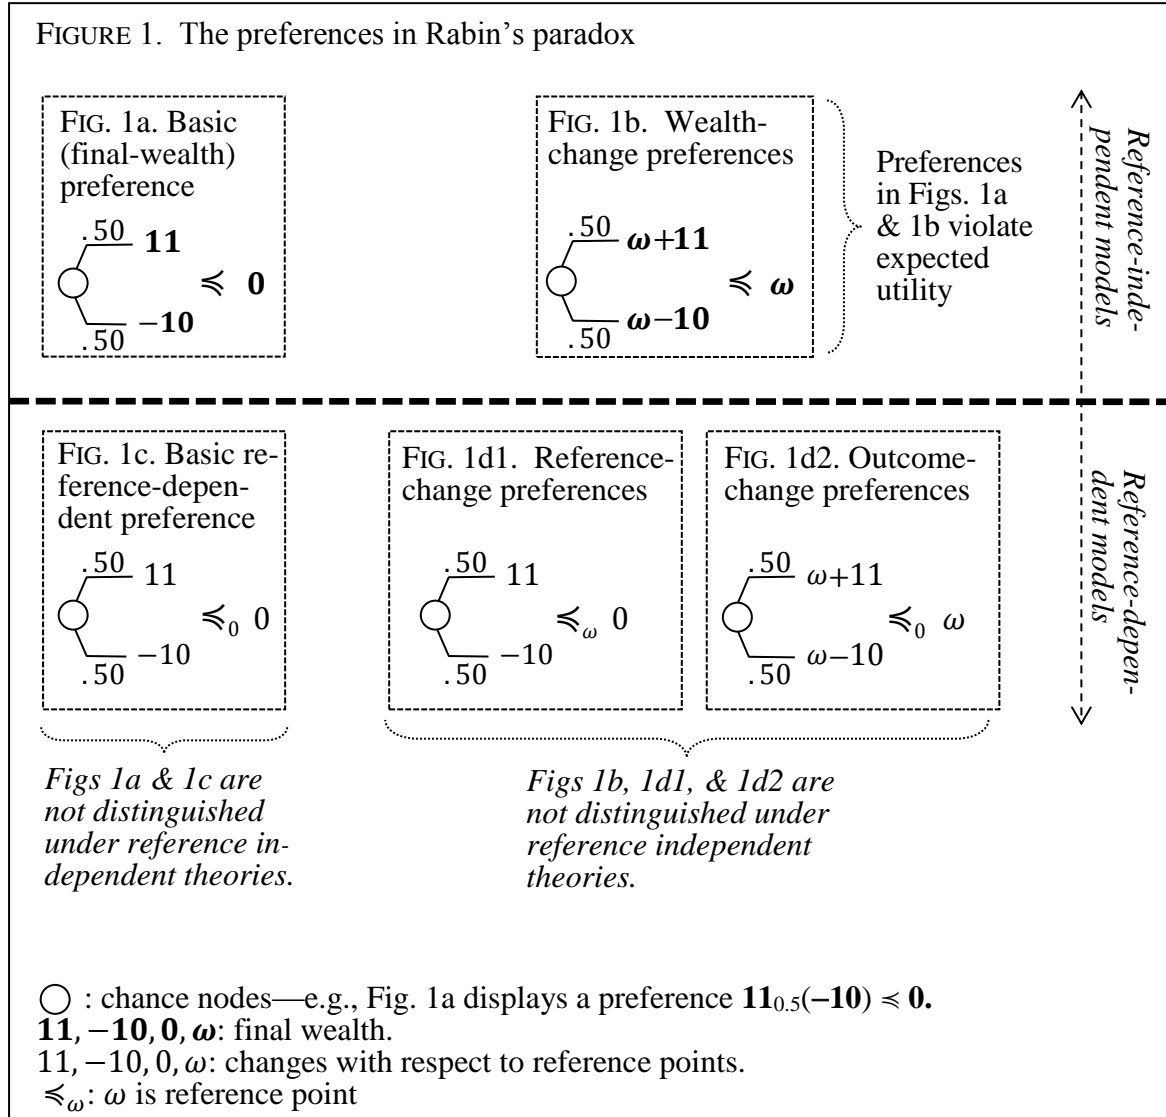 FIGURE 1. The preferences in Rabin's paradox
FIG. 1a. Basic
(final-wealth)
preference
.50 11
≼ 0
−10
.50
FIG. 1b. Wealth-
change preferences
.50 ω+11
≼ ω
ω−10
.50
Preferences
in Figs. 1a
& 1b violate
expected
utility
Reference-inde-
pendent models
FIG. 1c. Basic re-
ference-depen-
dent preference
.50 11
≼₀ 0
−10
.50
FIG. 1d1. Reference-
change preferences
.50 11
≼ω 0
−10
.50
FIG. 1d2. Outcome-
change preferences
.50 ω+11
≼₀ ω
ω−10
.50
Reference-depen-
dent models
Figs 1a & 1c are
not distinguished
under reference in-
dependent theories.
Figs 1b, 1d1, & 1d2 are
not distinguished under
reference independent
theories.
: chance nodes—e.g., Fig. 1a displays a preference 11₀.₅(−10) ≼ 0.
11, −10, 0, ω: final wealth.
11, −10, 0, ω: changes with respect to reference points.
≼ω: ω is reference point